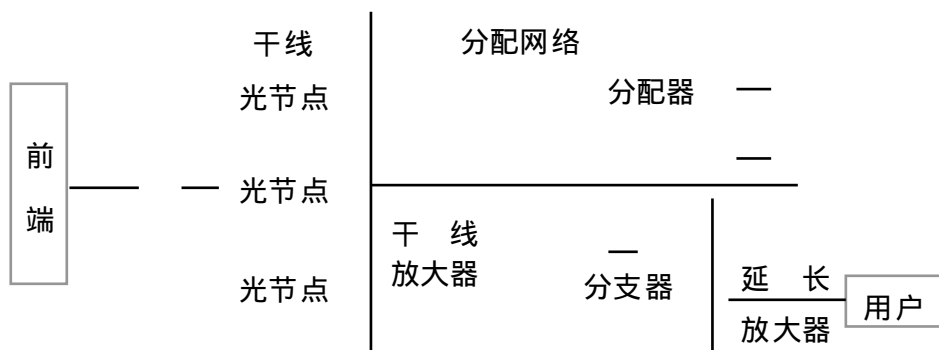 干线
分配网络
光节点
分配器
前
端
光节点
干 线
放大器
分支器
光节点
延 长
放大器
用户